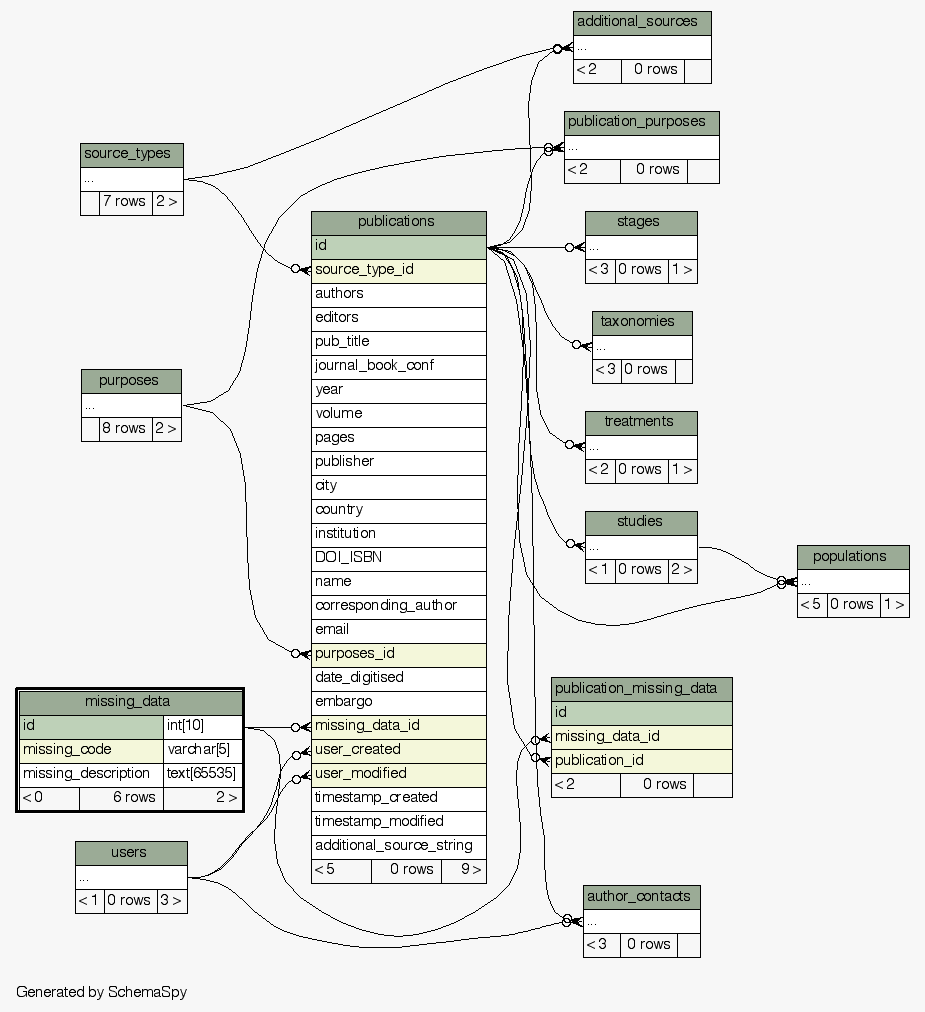 additional_sources
...
< 2 0 rows
publication_purposes
...
< 2 0 rows
source_types
...
7 rows 2 >
publications
id
source_type_id
authors
editors
pub_title
journal_book_conf
year
volume
pages
publisher
city
country
institution
DOI_ISBN
name
corresponding_author
email
purposes_id
date_digitised
embargo
missing_data_id
user_created
user_modified
timestamp_created
timestamp_modified
additional_source_string
< 5 0 rows 9 >
stages
...
< 3 0 rows 1 >
taxonomies
...
< 3 0 rows
purposes
...
8 rows 2 >
treatments
...
< 2 0 rows 1 >
studies
...
< 1 0 rows 2 >
populations
...
< 5 0 rows 1 >
missing_data
id int[10]
missing_code varchar[5]
missing_description text[65535]
< 0 6 rows 2 >
publication_missing_data
id
missing_data_id
publication_id
< 2 0 rows
users
...
< 1 0 rows 3 >
author_contacts
...
< 3 0 rows
Generated by SchemaSpy